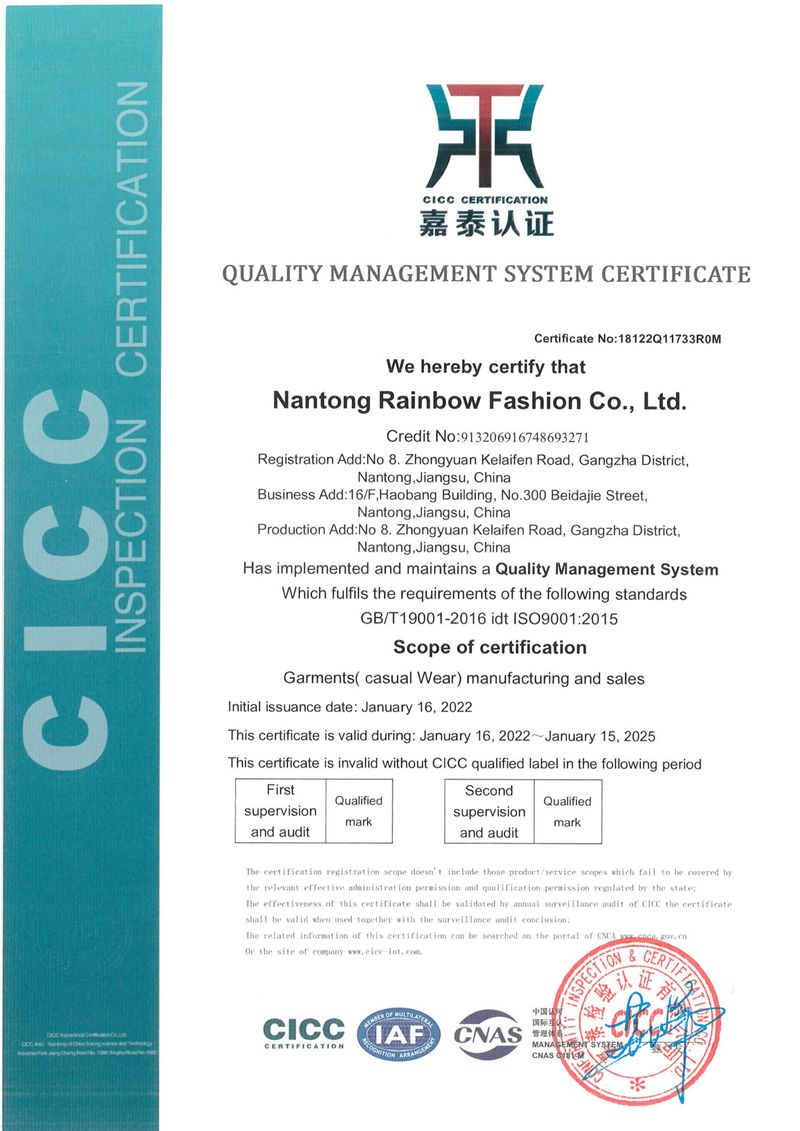 CICC
INSPECTION CERTIFICATION
CICC CERTIFICATION
嘉泰认证
QUALITY MANAGEMENT SYSTEM CERTIFICATE
Certificate No:18122Q11733R0M
We hereby certify that
Nantong Rainbow Fashion Co., Ltd.
Credit No:913206916748693271
Registration Add:No 8. Zhongyuan Kelaifen Road, Gangzha District,
Nantong,Jiangsu, China
Business Add:16/F,Haobang Building, No.300 Beidajie Street,
Nantong,Jiangsu, China
Production Add:No 8. Zhongyuan Kelaifen Road, Gangzha District,
Nantong,Jiangsu, China
Has implemented and maintains a Quality Management System
Which fulfils the requirements of the following standards
GB/T19001-2016 idt ISO9001:2015
Scope of certification
Garments( casual Wear) manufacturing and sales
Initial issuance date: January 16, 2022
This certificate is valid during: January 16, 2022~January 15, 2025
This certificate is invalid without CICC qualified label in the following period
First
supervision
and audit
Qualified
mark
Second
supervision
and audit
Qualified
mark
The certification registration scope doesn't include those product/service scopes which fail to be covered by
the relevant effective administration permission and qualification permission regulated by the state;
The effectiveness of this certificate shall be validated by annual surveillance audit of CICC the certificate
shall be valid when used together with the surveillance audit conclusion;
The related information of this certification can be searched on the portal of CNCA www.cnca.gov.cn
Or the site of company www.cicc-int.com.
CICC Inspectional Certification Co.,Ltd.
CICC Add:
CICC
CERTIFICATION
MEMBER OF MULTILATERAL
IAF
RECOGNITION ARRANGEMENT
CNAS
中国认可
国际互认
管理体系
MANAGEMENT SYSTEM
CNAS C181-M
INSPECTION & CERTIFICATION CO., LTD.
检验认证有
CICC